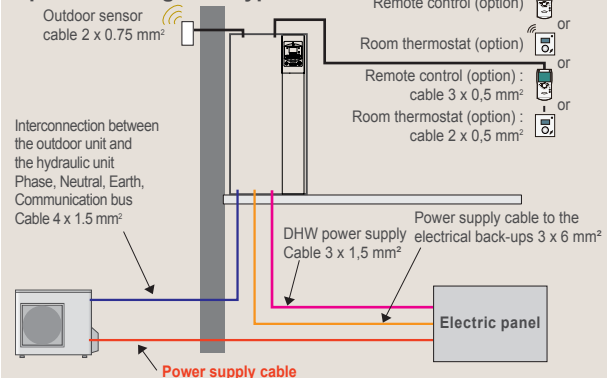 Outdoor sensor
cable 2 x 0.75 mm²
Remote control (option)
or
Room thermostat (option)
or
Remote control (option) :
cable 3 x 0,5 mm²
or
Room thermostat (option) :
cable 2 x 0,5 mm²
Interconnection between
the outdoor unit and
the hydraulic unit
Phase, Neutral, Earth,
Communication bus
Cable 4 x 1.5 mm²
DHW power supply
Cable 3 x 1,5 mm²
Power supply cable to the
electrical back-ups 3 x 6 mm²
Electric panel
Power supply cable